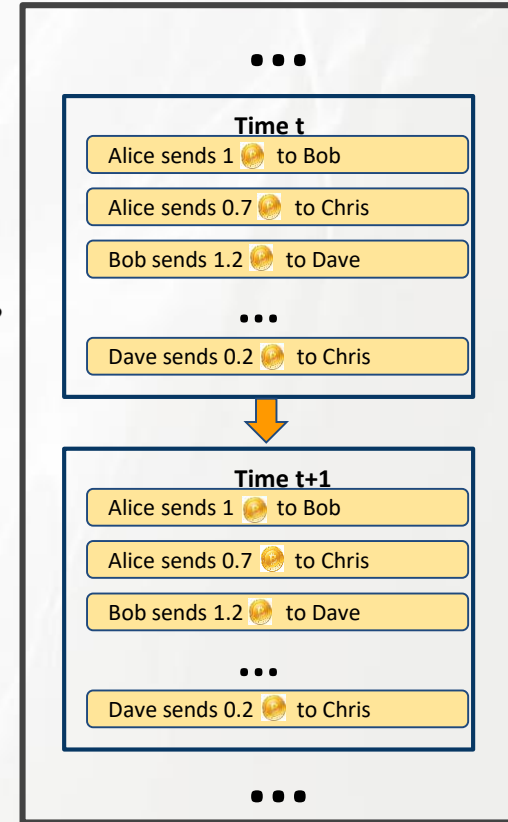 ...
Time t
Alice sends 1 to Bob
Alice sends 0.7 to Chris
Bob sends 1.2 to Dave
...
Dave sends 0.2 to Chris
Time t+1
Alice sends 1 to Bob
Alice sends 0.7 to Chris
Bob sends 1.2 to Dave
...
Dave sends 0.2 to Chris
...